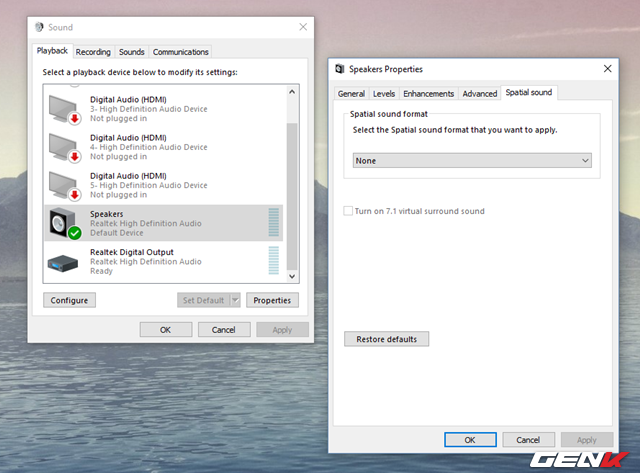 Sound
Playback
Recording
Sounds
Communications
Select a playback device below to modify its settings:
Digital Audio (HDMI)
3- High Definition Audio Device
Not plugged in
Digital Audio (HDMI)
4- High Definition Audio Device
Not plugged in
Digital Audio (HDMI)
5- High Definition Audio Device
Not plugged in
Speakers
Realtek High Definition Audio
Default Device
Realtek Digital Output
Realtek High Definition Audio
Ready
Configure
Set Default
Properties
OK
Cancel
Apply
Speakers Properties
General
Levels
Enhancements
Advanced
Spatial sound
Spatial sound format
Select the Spatial sound format that you want to apply.
None
Turn on 7.1 virtual surround sound
Restore defaults
OK
Cancel
Apply
GENK